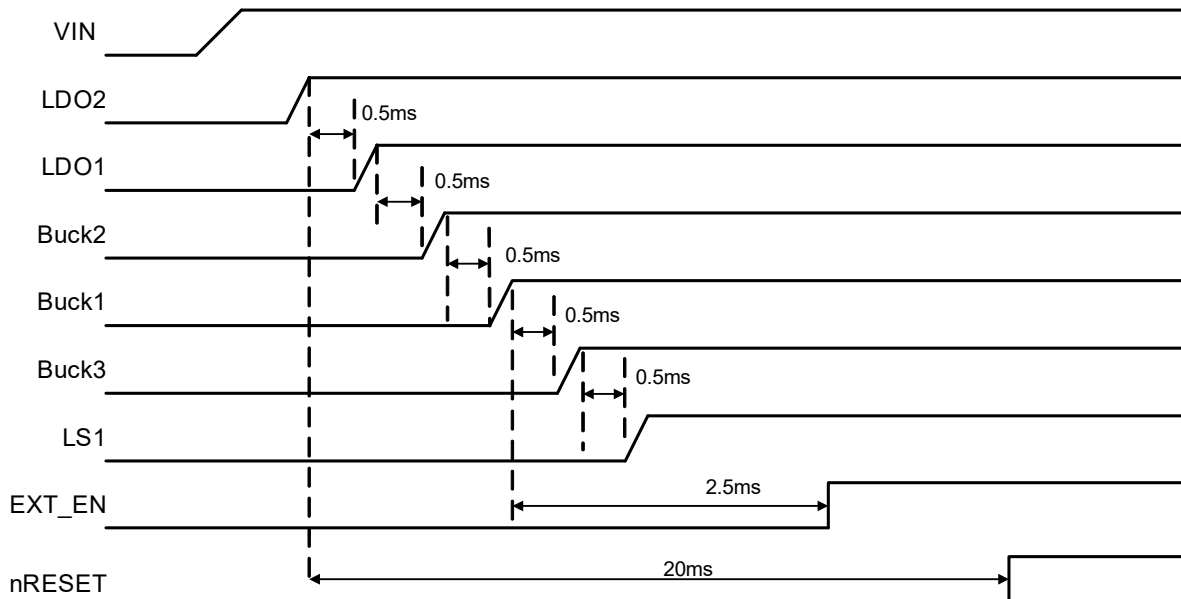 VIN
LDO2
0.5ms
LDO1
0.5ms
Buck2
0.5ms
Buck1
0.5ms
Buck3
0.5ms
LS1
2.5ms
EXT_EN
20ms
nRESET